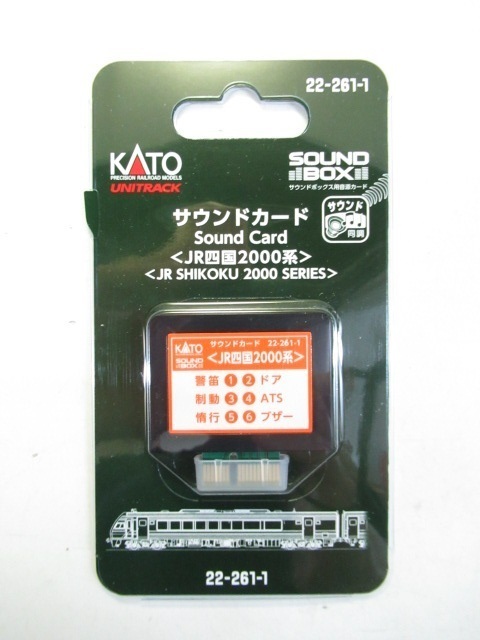 22-261-1
KATO
PRECISION RAILROAD MODELS
UNITRACK
SOUND
BOX
サウンドボックス用音源カード
サウンド
同調
サウンドカード
Sound Card
＜JR四国2000系＞
＜JR SHIKOKU 2000 SERIES＞
KATO サウンドカード 22-261-1
SOUND BOX ＜JR四国2000系＞
警笛 ① ② ドア
制動 ③ ④ ATS
惰行 ⑤ ⑥ ブザー
22-261-1